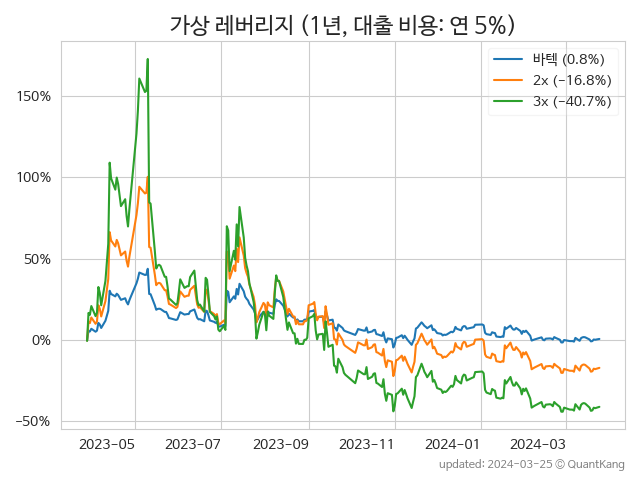 가상 레버리지 (1년, 대출 비용: 연 5%)
바텍 (0.8%)
2x (−16.8%)
3x (−40.7%)
150%
100%
50%
0%
−50%
2023−05 2023−07 2023−09 2023−11 2024−01 2024−03
updated: 2024-03-25 © QuantKang